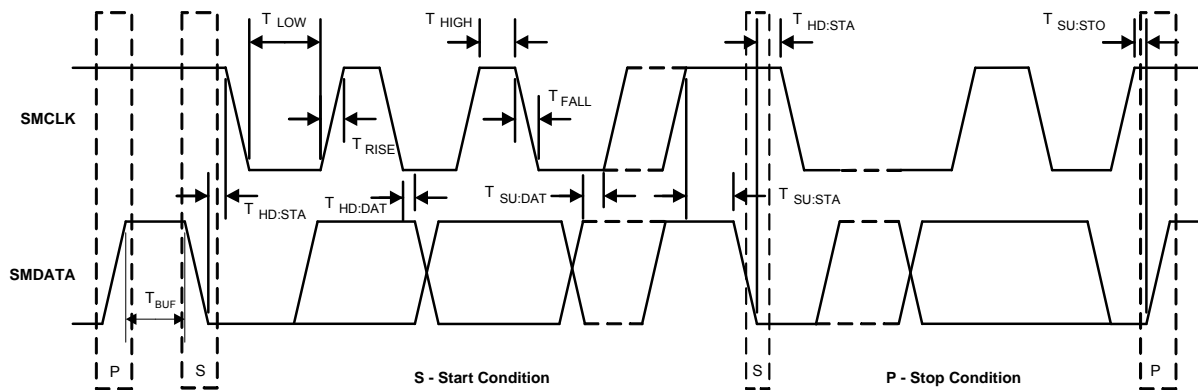 T LOW
T HIGH
T HD:STA
T SU:STO
SMCLK
T FALL
T RISE
T HD:STA
T HD:DAT
T SU:DAT
T SU:STA
SMDATA
T BUF
P
S
S - Start Condition
S
P - Stop Condition
P